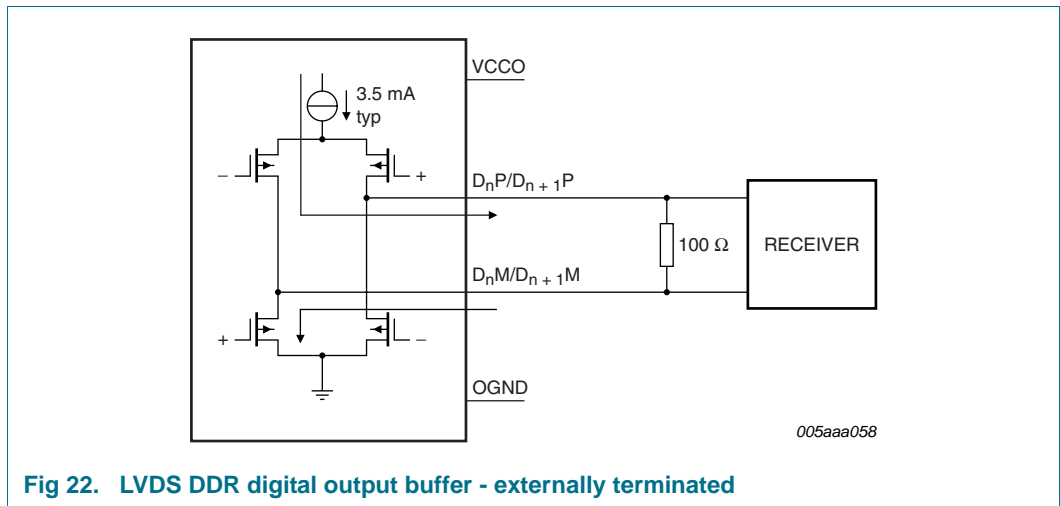 VCCO
3.5 mA
typ
− +
DnP/Dn + 1P
100 Ω
RECEIVER
DnM/Dn + 1M
+ −
OGND
005aaa058
Fig 22. LVDS DDR digital output buffer - externally terminated